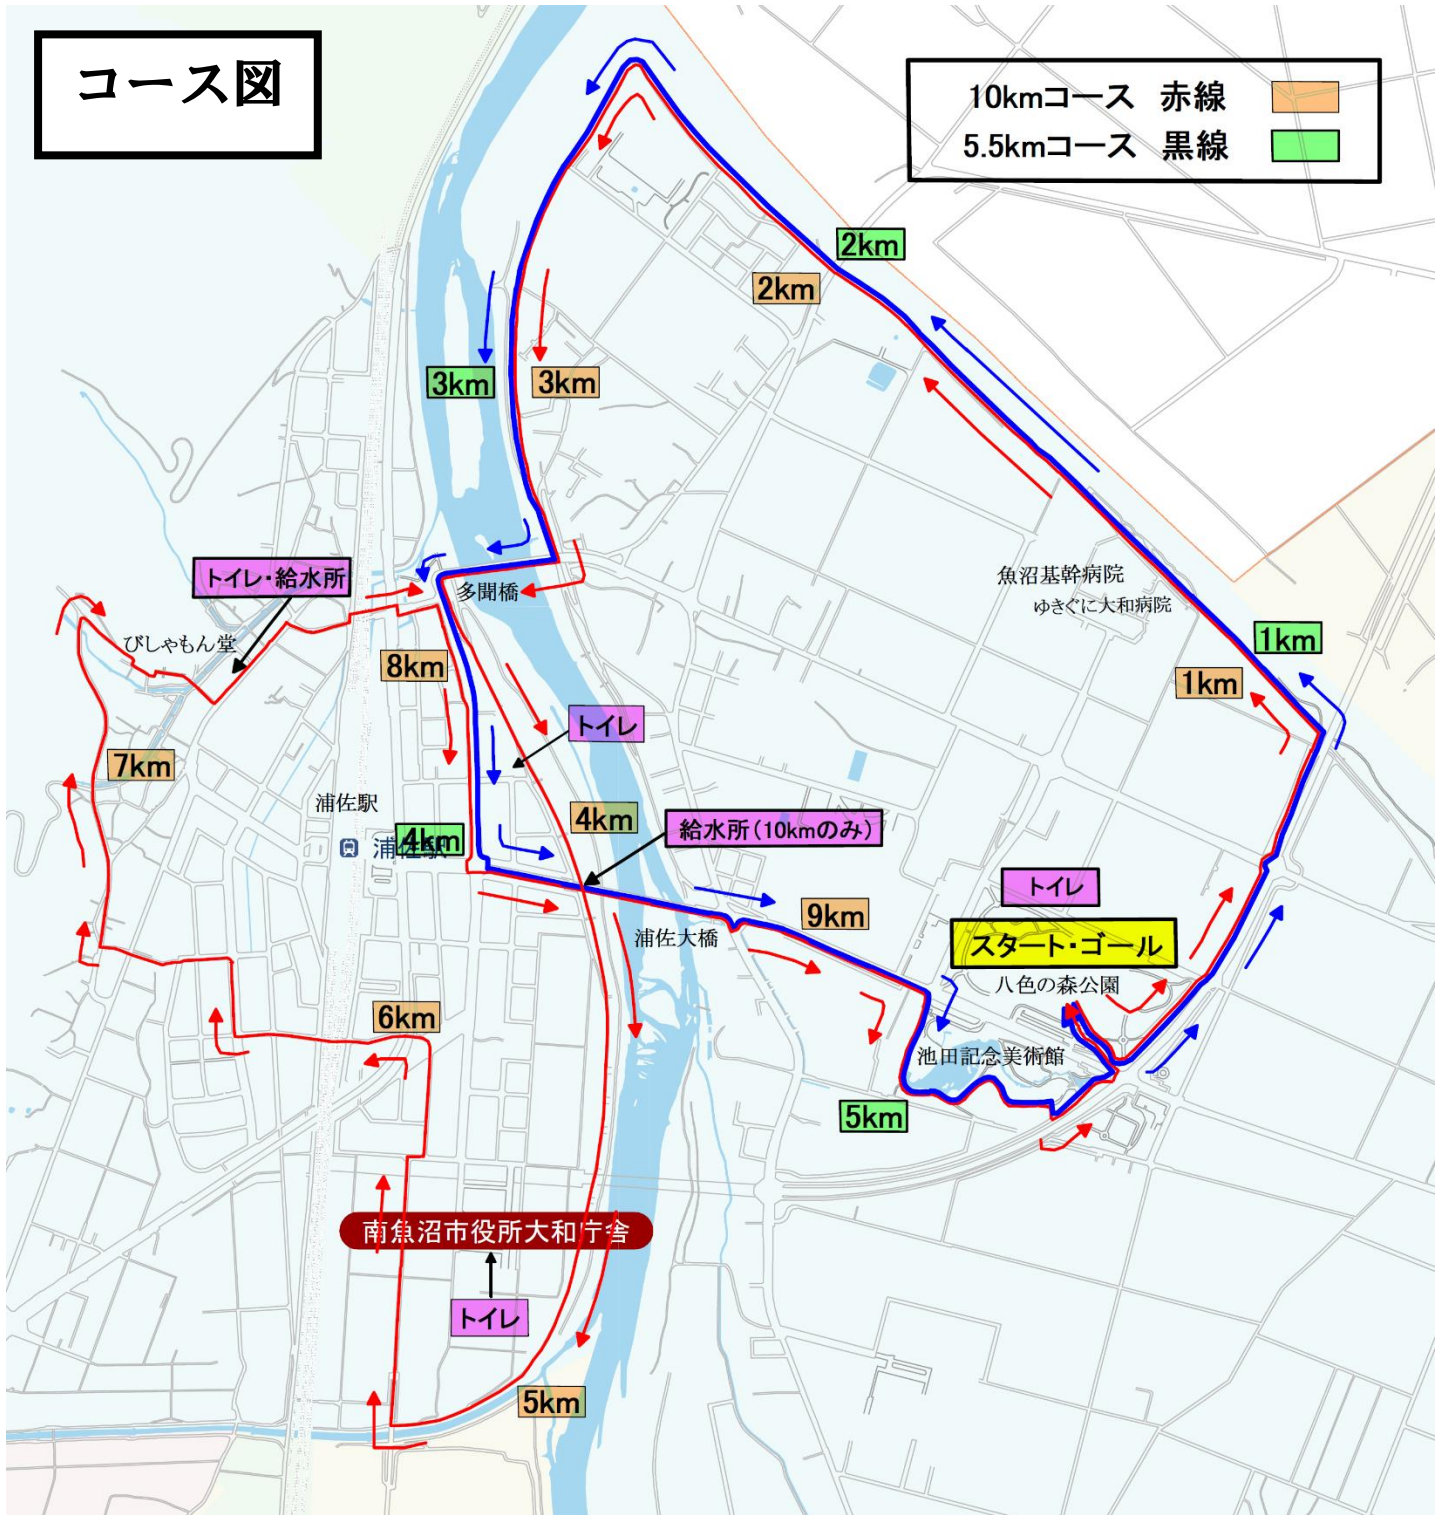 コース図
10kmコース 赤線
5.5kmコース 黒線
2km
2km
3km
3km
魚沼基幹病院
ゆきぐに大和病院
トイレ・給水所
多聞橋
びしゃもん堂
1km
8km
1km
トイレ
7km
浦佐駅
4km
給水所(10kmのみ)
4km
浦佐駅
トイレ
9km
浦佐大橋
スタート・ゴール
八色の森公園
6km
池田記念美術館
5km
南魚沼市役所大和庁舎
トイレ
5km